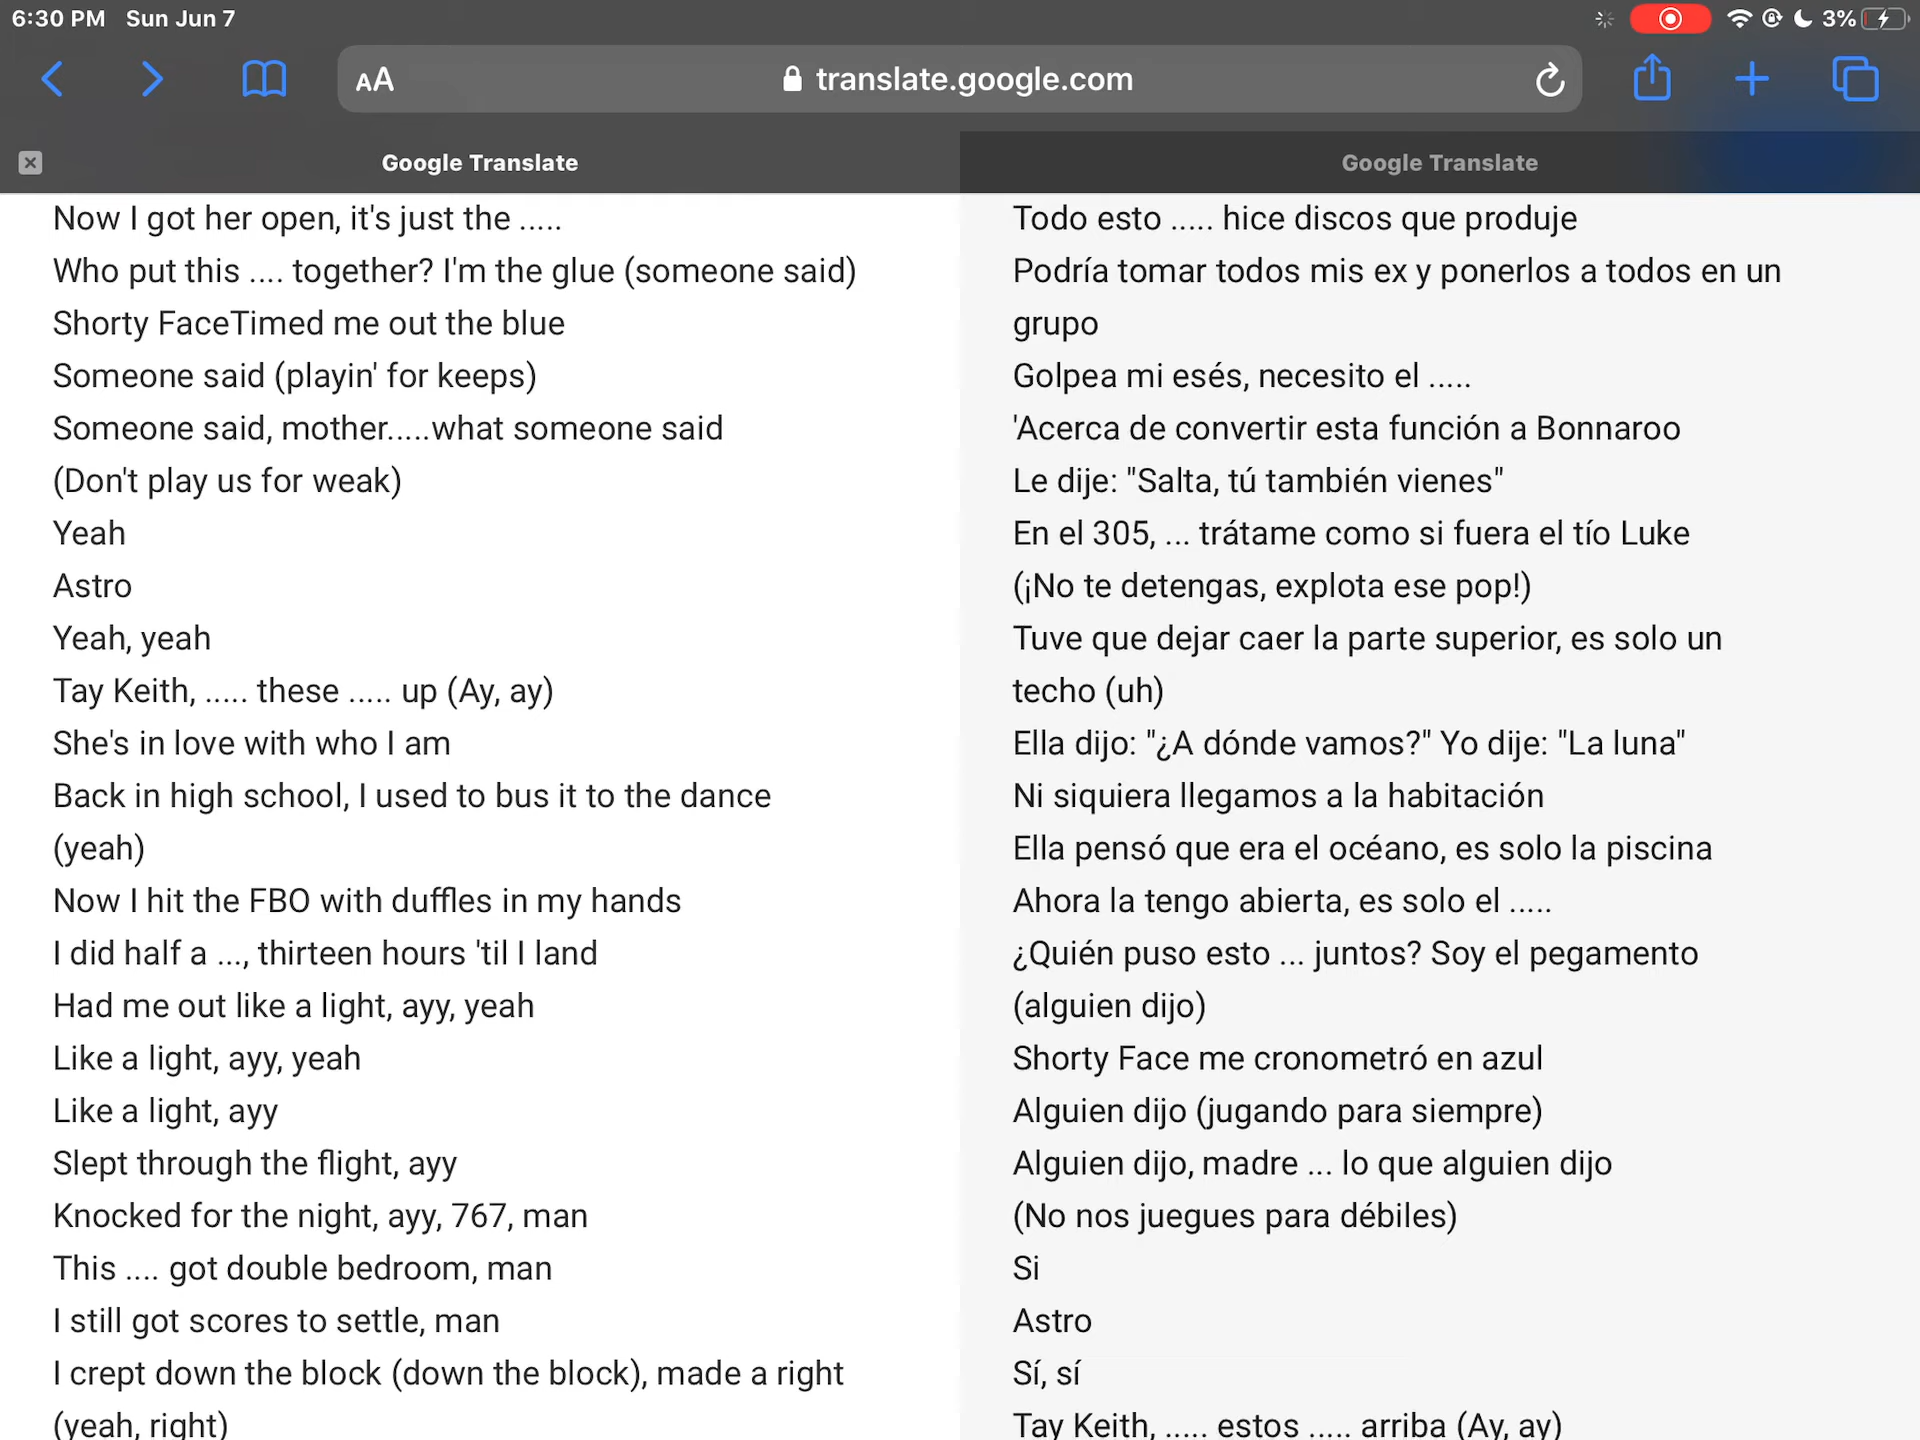 6:30 PM Sun Jun 7
3%
AA translate.google.com
Google Translate
Google Translate
Now I got her open, it's just the .....
Who put this .... together? I'm the glue (someone said)
Shorty FaceTimed me out the blue
Someone said (playin' for keeps)
Someone said, mother.....what someone said
(Don't play us for weak)
Yeah
Astro
Yeah, yeah
Tay Keith, ..... these ..... up (Ay, ay)
She's in love with who I am
Back in high school, I used to bus it to the dance
(yeah)
Now I hit the FBO with duffles in my hands
I did half a ..., thirteen hours 'til I land
Had me out like a light, ayy, yeah
Like a light, ayy, yeah
Like a light, ayy
Slept through the flight, ayy
Knocked for the night, ayy, 767, man
This .... got double bedroom, man
I still got scores to settle, man
I crept down the block (down the block), made a right
(yeah, right)
Todo esto ..... hice discos que produje
Podría tomar todos mis ex y ponerlos a todos en un
grupo
Golpea mi esés, necesito el .....
'Acerca de convertir esta función a Bonnaroo
Le dije: "Salta, tú también vienes"
En el 305, ... trátame como si fuera el tío Luke
(¡No te detengas, explota ese pop!)
Tuve que dejar caer la parte superior, es solo un
techo (uh)
Ella dijo: "¿A dónde vamos?" Yo dije: "La luna"
Ni siquiera llegamos a la habitación
Ella pensó que era el océano, es solo la piscina
Ahora la tengo abierta, es solo el .....
¿Quién puso esto ... juntos? Soy el pegamento
(alguien dijo)
Shorty Face me cronometró en azul
Alguien dijo (jugando para siempre)
Alguien dijo, madre ... lo que alguien dijo
(No nos juegues para débiles)
Si
Astro
Sí, sí
Tay Keith, ..... estos ..... arriba (Ay, ay)